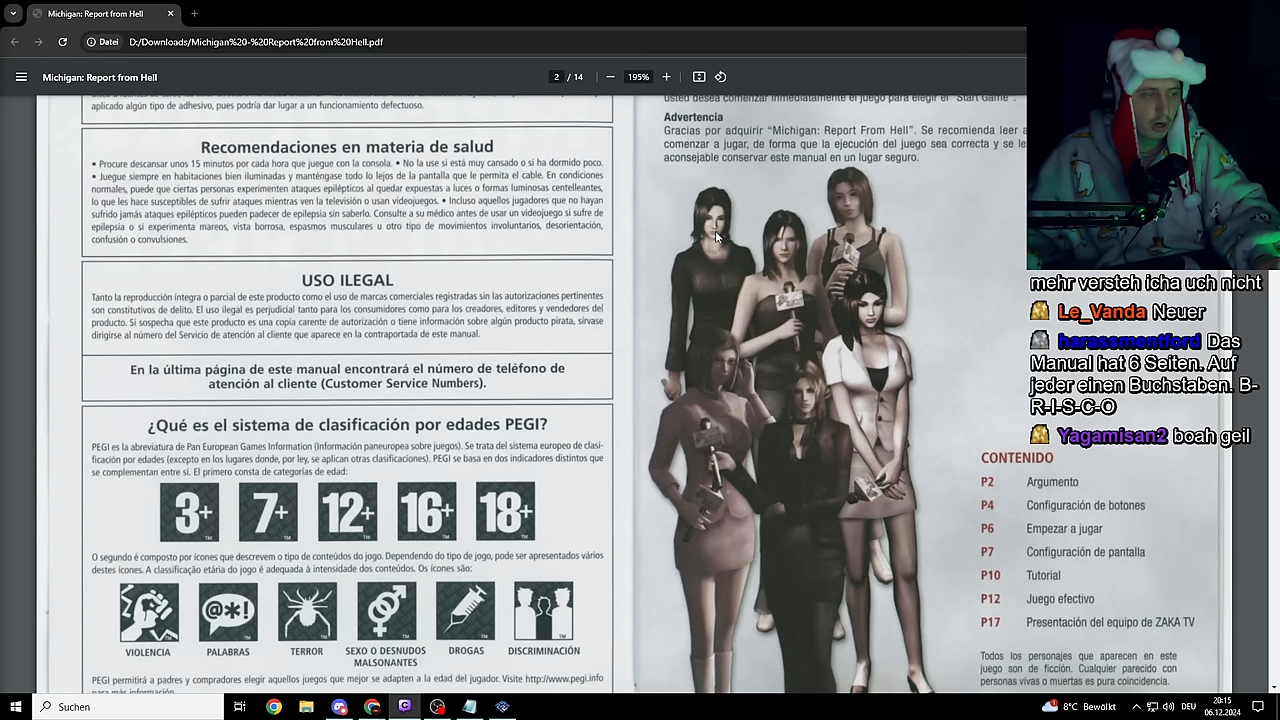 Michigan: Report from Hell
Datei
D:/Downloads/Michigan%20-%20Report%20from%20Hell.pdf
Michigan: Report from Hell
2 / 14
195%
aplicado algún tipo de adhesivo, pues podría dar lugar a un funcionamiento defectuoso.
Recomendaciones en materia de salud
• Procure descansar unos 15 minutos por cada hora que juegue con la consola. • No la use si está muy cansado o si ha dormido poco.
• Juegue siempre en habitaciones bien iluminadas y manténgase todo lo lejos de la pantalla que le permita el cable. En condiciones
normales, puede que ciertas personas experimenten ataques epilépticos al quedar expuestas a luces o formas luminosas centelleantes,
lo que les hace susceptibles de sufrir ataques mientras ven la televisión o usan videojuegos. • Incluso aquellos jugadores que no hayan
sufrido jamás ataques epilépticos pueden padecer de epilepsia sin saberlo. Consulte a su médico antes de usar un videojuego si sufre de
epilepsia o si experimenta mareos, vista borrosa, espasmos musculares u otro tipo de movimientos involuntarios, desorientación,
confusión o convulsiones.
USO ILEGAL
Tanto la reproducción íntegra o parcial de este producto como el uso de marcas comerciales registradas sin las autorizaciones pertinentes
son constitutivos de delito. El uso ilegal es perjudicial tanto para los consumidores como para los creadores, editores y vendedores del
producto. Si sospecha que este producto es una copia carente de autorización o tiene información sobre algún producto pirata, sírvase
dirigirse al número del Servicio de atención al cliente que aparece en la contraportada de este manual.
En la última página de este manual encontrará el número de teléfono de
atención al cliente (Customer Service Numbers).
¿Qué es el sistema de clasificación por edades PEGI?
PEGI es la abreviatura de Pan European Games Information (Información paneuropea sobre juegos). Se trata del sistema europeo de clasi-
ficación por edades (excepto en los lugares donde, por ley, se aplican otras clasificaciones). PEGI se basa en dos indicadores distintos que
se complementan entre sí. El primero consta de categorías de edad:
3+ 7+ 12+ 16+ 18+
O segundo é composto por ícones que descrevem o tipo de conteúdos do jogo. Dependendo do tipo de jogo, pode ser apresentados vários
destes ícones. A classificação etária do jogo é adequada à intensidade dos conteúdos. Os ícones são:
@*!
VIOLENCIA
PALABRAS
TERROR
SEXO O DESNUDOS
MALSONANTES
DROGAS
DISCRIMINACIÓN
PEGI permitirá a padres y compradores elegir aquellos juegos que mejor se adapten a la edad del jugador. Visite http://www.pegi.info
para más información.
usted desea comenzar inmediatamente el juego para elegir el "Start Game".
Advertencia
Gracias por adquirir "Michigan: Report From Hell". Se recomienda leer
comenzar a jugar, de forma que la ejecución del juego sea correcta y se le
aconsejable conservar este manual en un lugar seguro.
CONTENIDO
P2 Argumento
P4 Configuración de botones
P6 Empezar a jugar
P7 Configuración de pantalla
P10 Tutorial
P12 Juego efectivo
P17 Presentación del equipo de ZAKA TV
Todos los personajes que aparecen en este
juego son de ficción. Cualquier parecido con
personas vivas o muertas es pura coincidencia.
mehr versteh icha uch nicht
Le_Vanda Neuer
harassmentford Das
Manual hat 6 Seiten. Auf
jeder einen Buchstaben. B-
R-I-S-C-O
Yagamisan2 boah geil
Suchen
8°C Bewölkt
DEU
20:15
06.12.2024